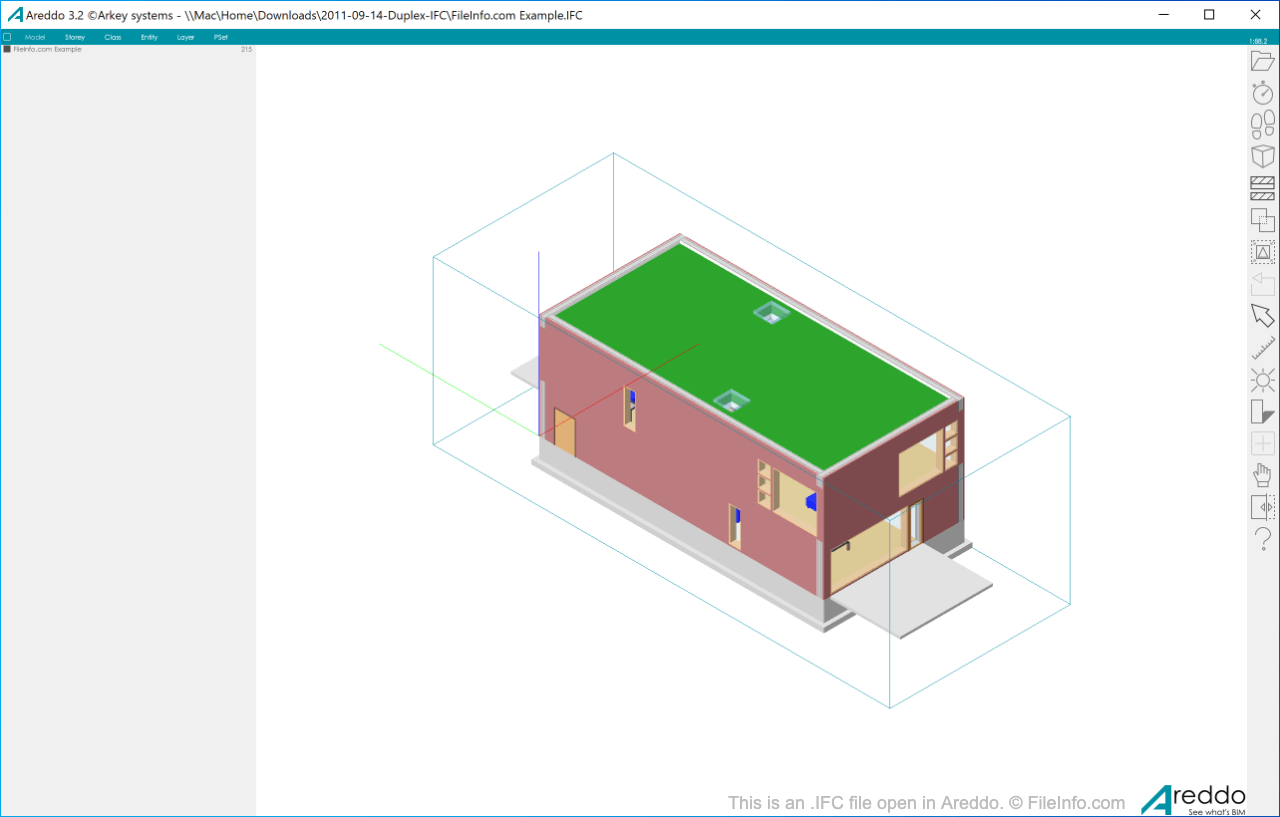 Areddo 3.2 ©Arkey systems - \\Mac\Home\Downloads\2011-09-14-Duplex-IFC\FileInfo.com Example.IFC
Model Storey Class Entity Layer PSet
1:88.2
FileInfo.com Example 215
This is an .IFC file open in Areddo. © FileInfo.com
Areddo
See what's BIM